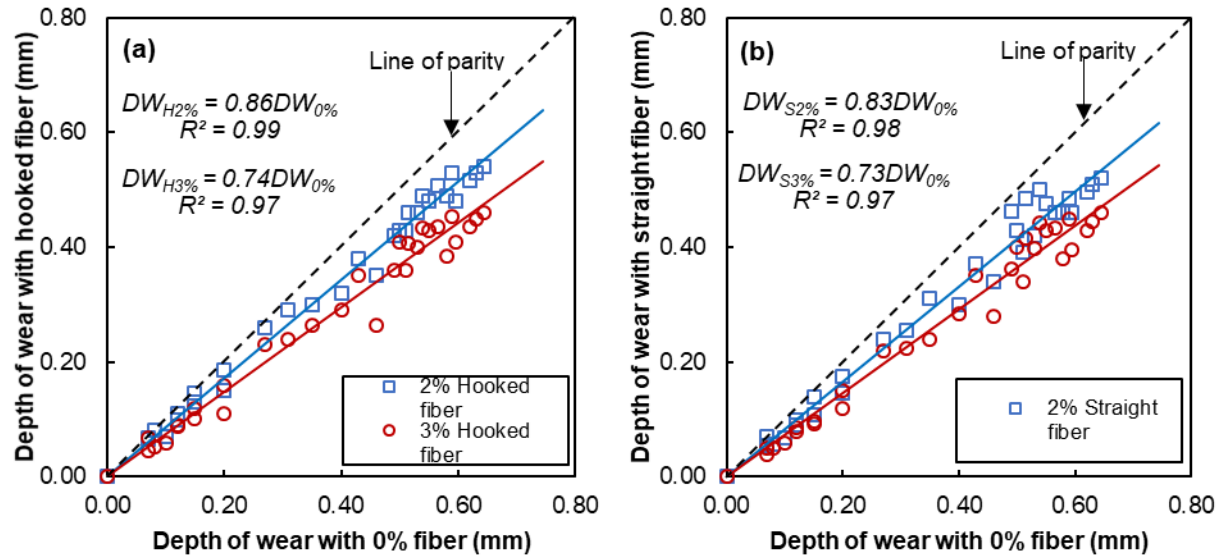 (a)
Line of parity
DW_H2% = 0.86DW_0%
R² = 0.99
DW_H3% = 0.74DW_0%
R² = 0.97
2% Hooked
fiber
3% Hooked
fiber
0.80
0.60
0.40
0.20
0.00
0.00 0.20 0.40 0.60 0.80
Depth of wear with hooked fiber (mm)
Depth of wear with 0% fiber (mm)
(b)
Line of parity
DW_S2% = 0.83DW_0%
R² = 0.98
DW_S3% = 0.73DW_0%
R² = 0.97
2% Straight
fiber
0.80
0.60
0.40
0.20
0.00
0.00 0.20 0.40 0.60 0.80
Depth of wear with straight fiber (mm)
Depth of wear with 0% fiber (mm)